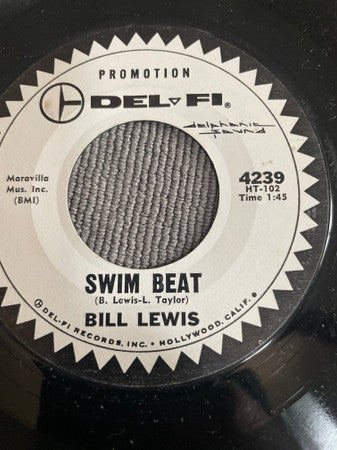 PROMOTION
DEL-FI®
delphonic
sound
Maravilla
Mus. Inc.
(BMI)
4239
HT-102
Time 1:45
SWIM BEAT
(B. Lewis-L. Taylor)
BILL LEWIS
© DEL-FI RECORDS, INC. • HOLLYWOOD, CALIF. ®